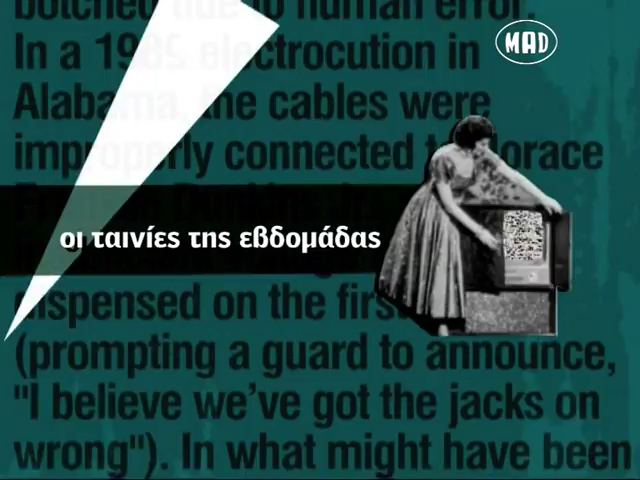 botched due to human error.
In a 1989 electrocution in
MAD
Alabama, the cables were
improperly connected to Horace
οι ταινίες της εβδομάδας
dispensed on the first
(prompting a guard to announce,
"I believe we've got the jacks on
wrong"). In what might have been